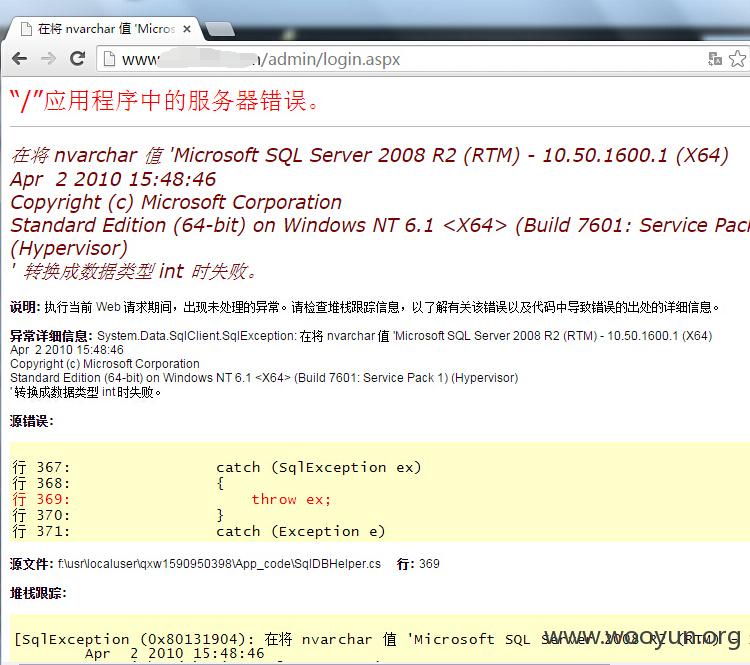 在将 nvarchar 值 'Micros
www /admin/login.aspx
“/”应用程序中的服务器错误。
在将 nvarchar 值 'Microsoft SQL Server 2008 R2 (RTM) - 10.50.1600.1 (X64)
Apr 2 2010 15:48:46
Copyright (c) Microsoft Corporation
Standard Edition (64-bit) on Windows NT 6.1 <X64> (Build 7601: Service Pack
(Hypervisor)
' 转换成数据类型 int 时失败。
说明: 执行当前 Web 请求期间，出现未处理的异常。请检查堆栈跟踪信息，以了解有关该错误以及代码中导致错误的出处的详细信息。
异常详细信息: System.Data.SqlClient.SqlException: 在将 nvarchar 值 'Microsoft SQL Server 2008 R2 (RTM) - 10.50.1600.1 (X64)
Apr 2 2010 15:48:46
Copyright (c) Microsoft Corporation
Standard Edition (64-bit) on Windows NT 6.1 <X64> (Build 7601: Service Pack 1) (Hypervisor)
' 转换成数据类型 int 时失败。
源错误:
行 367: catch (SqlException ex)
行 368: {
行 369: throw ex;
行 370: }
行 371: catch (Exception e)
源文件: f:\usr\localuser\qxw1590950398\App_code\SqlDBHelper.cs 行: 369
堆栈跟踪:
[SqlException (0x80131904): 在将 nvarchar 值 'Microsoft SQL Server 2008 R2 (RTM) -
Apr 2 2010 15:48:46
www.wooyun.org